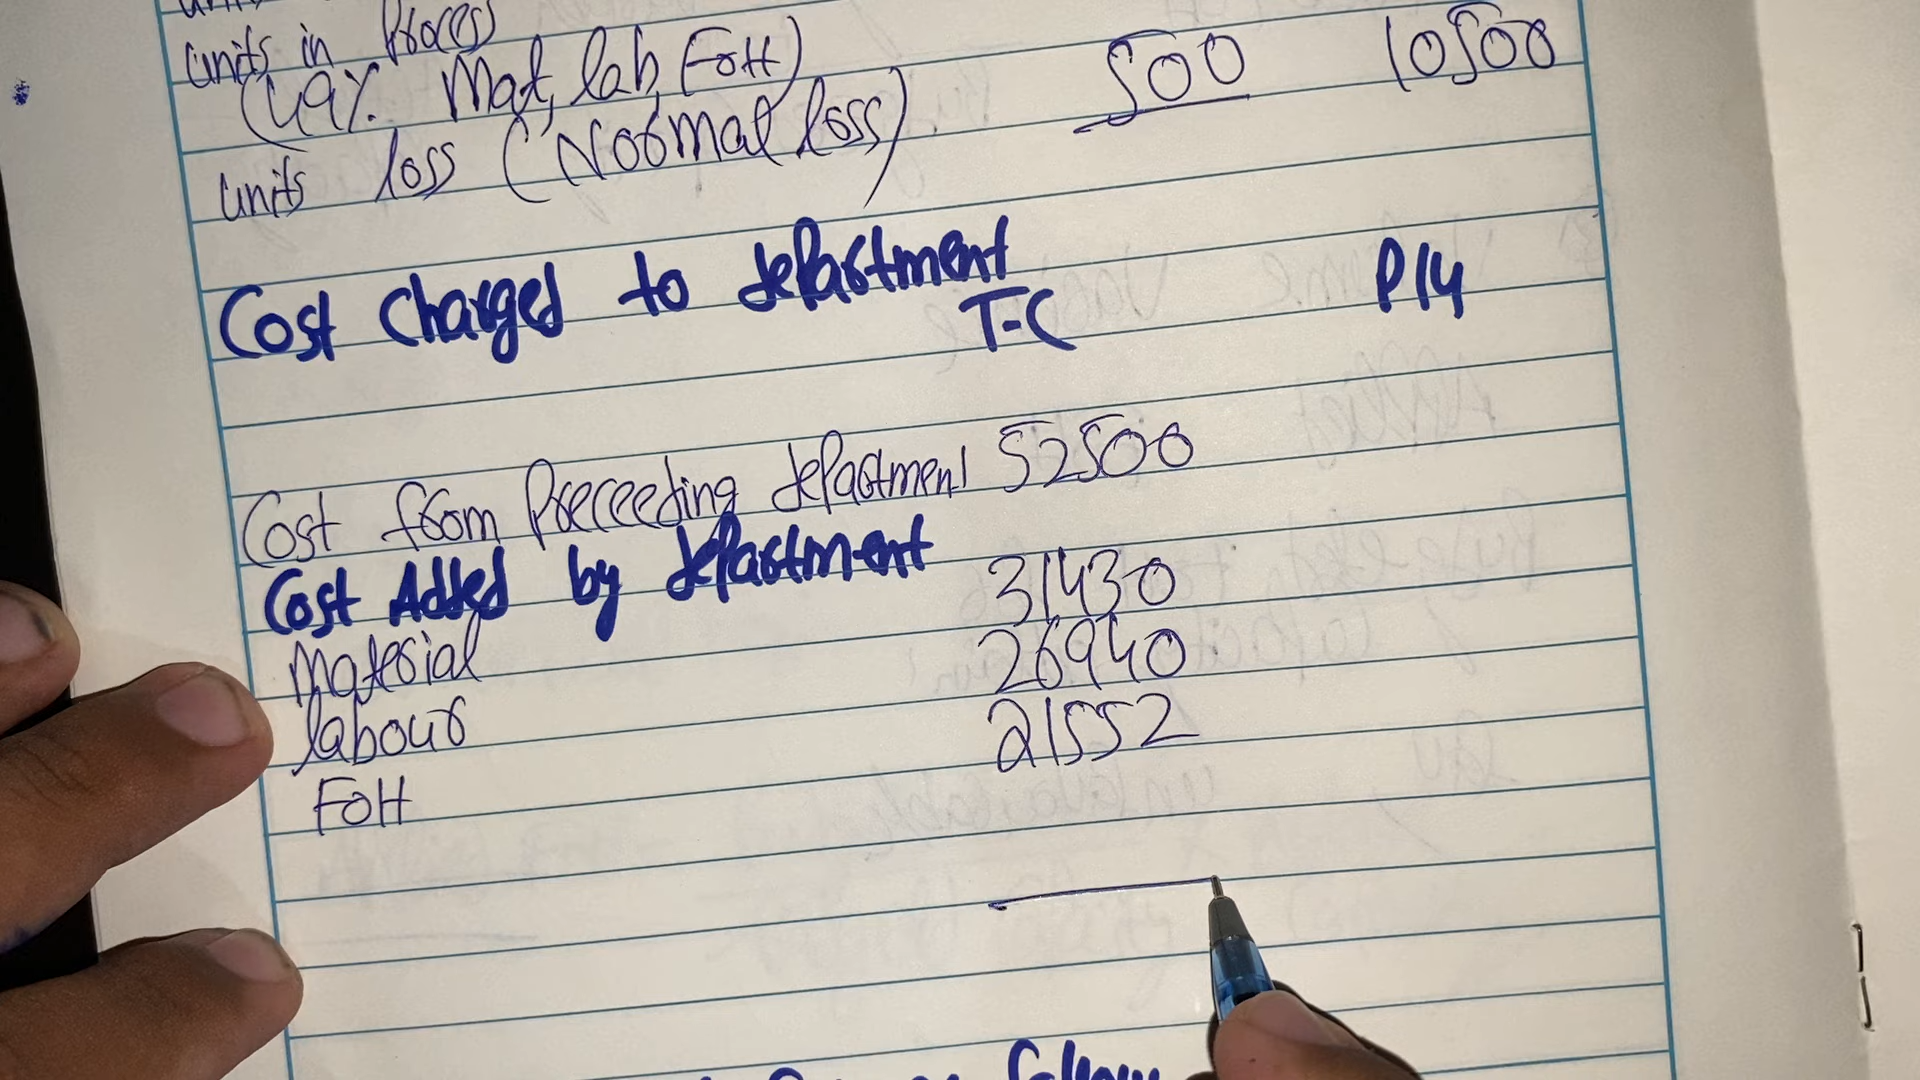 units in Process
(49% Mat, lab, FOH)
units loss (Normal loss) 500 10500
Cost Charged to department
T-C P/U
Cost from Preceeding department 52500
Cost Added by department
Material 31430
labour 26940
FOH 21552